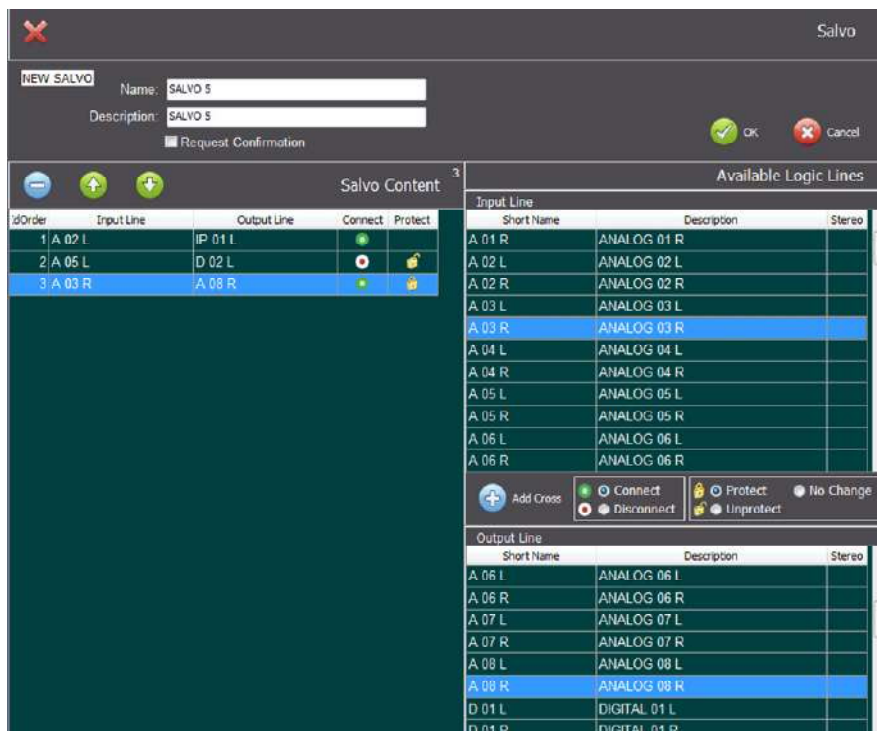 Salvo
NEW SALVO
Name: SALVO 5
Description: SALVO 5
Request Confirmation
OK Cancel
Salvo Content 3
dOrder Input Line Output Line Connect Protect
1 A 02 L IP 01 L
2 A 05 L D 02 L
3 A 03 R A 08 R
Available Logic Lines
Input Line
Short Name Description Stereo
A 01 R ANALOG 01 R
A 02 L ANALOG 02 L
A 02 R ANALOG 02 R
A 03 L ANALOG 03 L
A 03 R ANALOG 03 R
A 04 L ANALOG 04 L
A 04 R ANALOG 04 R
A 05 L ANALOG 05 L
A 05 R ANALOG 05 R
A 06 L ANALOG 06 L
A 06 R ANALOG 06 R
Add Cross Connect Protect No Change
Disconnect Unprotect
Output Line
Short Name Description Stereo
A 06 L ANALOG 06 L
A 06 R ANALOG 06 R
A 07 L ANALOG 07 L
A 07 R ANALOG 07 R
A 08 L ANALOG 08 L
A 08 R ANALOG 08 R
D 01 L DIGITAL 01 L
D 01 R DIGITAL 01 R